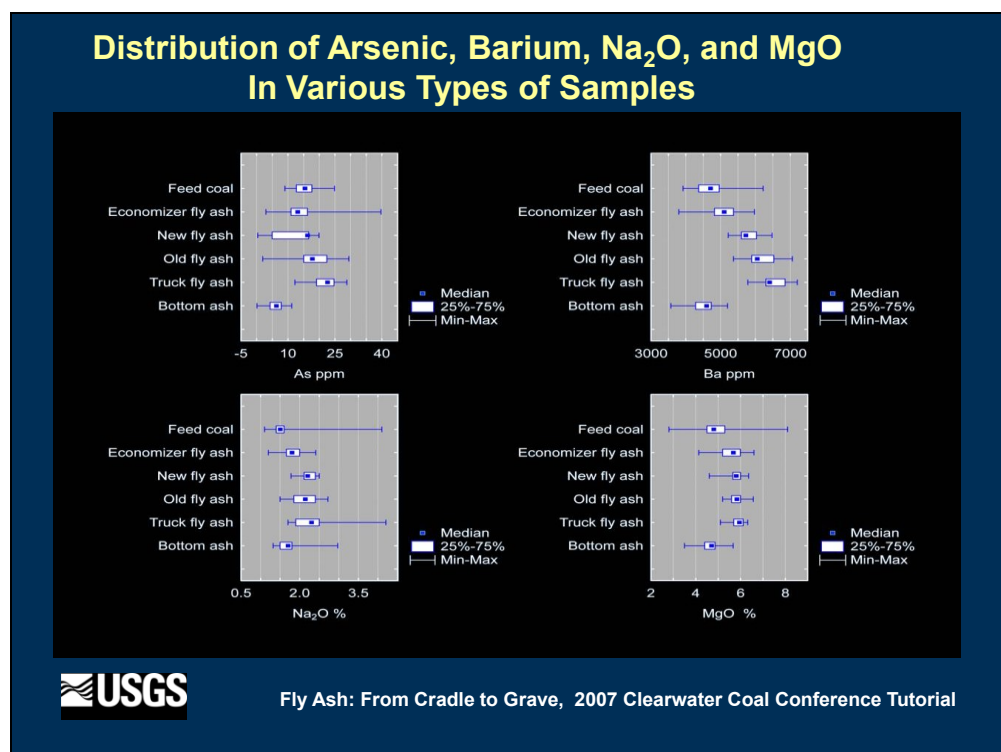 Distribution of Arsenic, Barium, Na₂O, and MgO
In Various Types of Samples
Feed coal
Economizer fly ash
New fly ash
Old fly ash
Truck fly ash
Bottom ash
Median
25%-75%
Min-Max
-5 10 25 40
As ppm
Feed coal
Economizer fly ash
New fly ash
Old fly ash
Truck fly ash
Bottom ash
Median
25%-75%
Min-Max
3000 5000 7000
Ba ppm
Feed coal
Economizer fly ash
New fly ash
Old fly ash
Truck fly ash
Bottom ash
Median
25%-75%
Min-Max
0.5 2.0 3.5
Na₂O %
Feed coal
Economizer fly ash
New fly ash
Old fly ash
Truck fly ash
Bottom ash
Median
25%-75%
Min-Max
2 4 6 8
MgO %
USGS
Fly Ash: From Cradle to Grave, 2007 Clearwater Coal Conference Tutorial